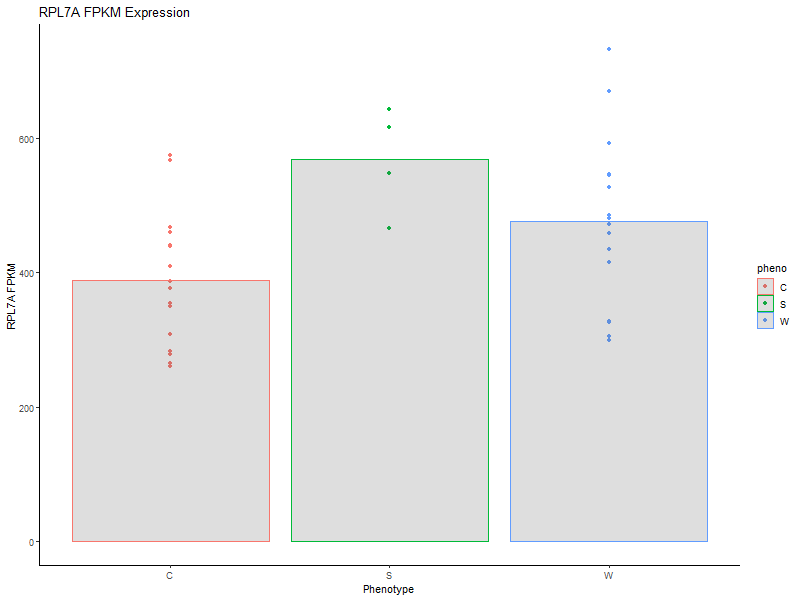 RPL7A FPKM Expression
RPL7A FPKM
600
400
200
0
C
S
W
Phenotype
pheno
C
S
W